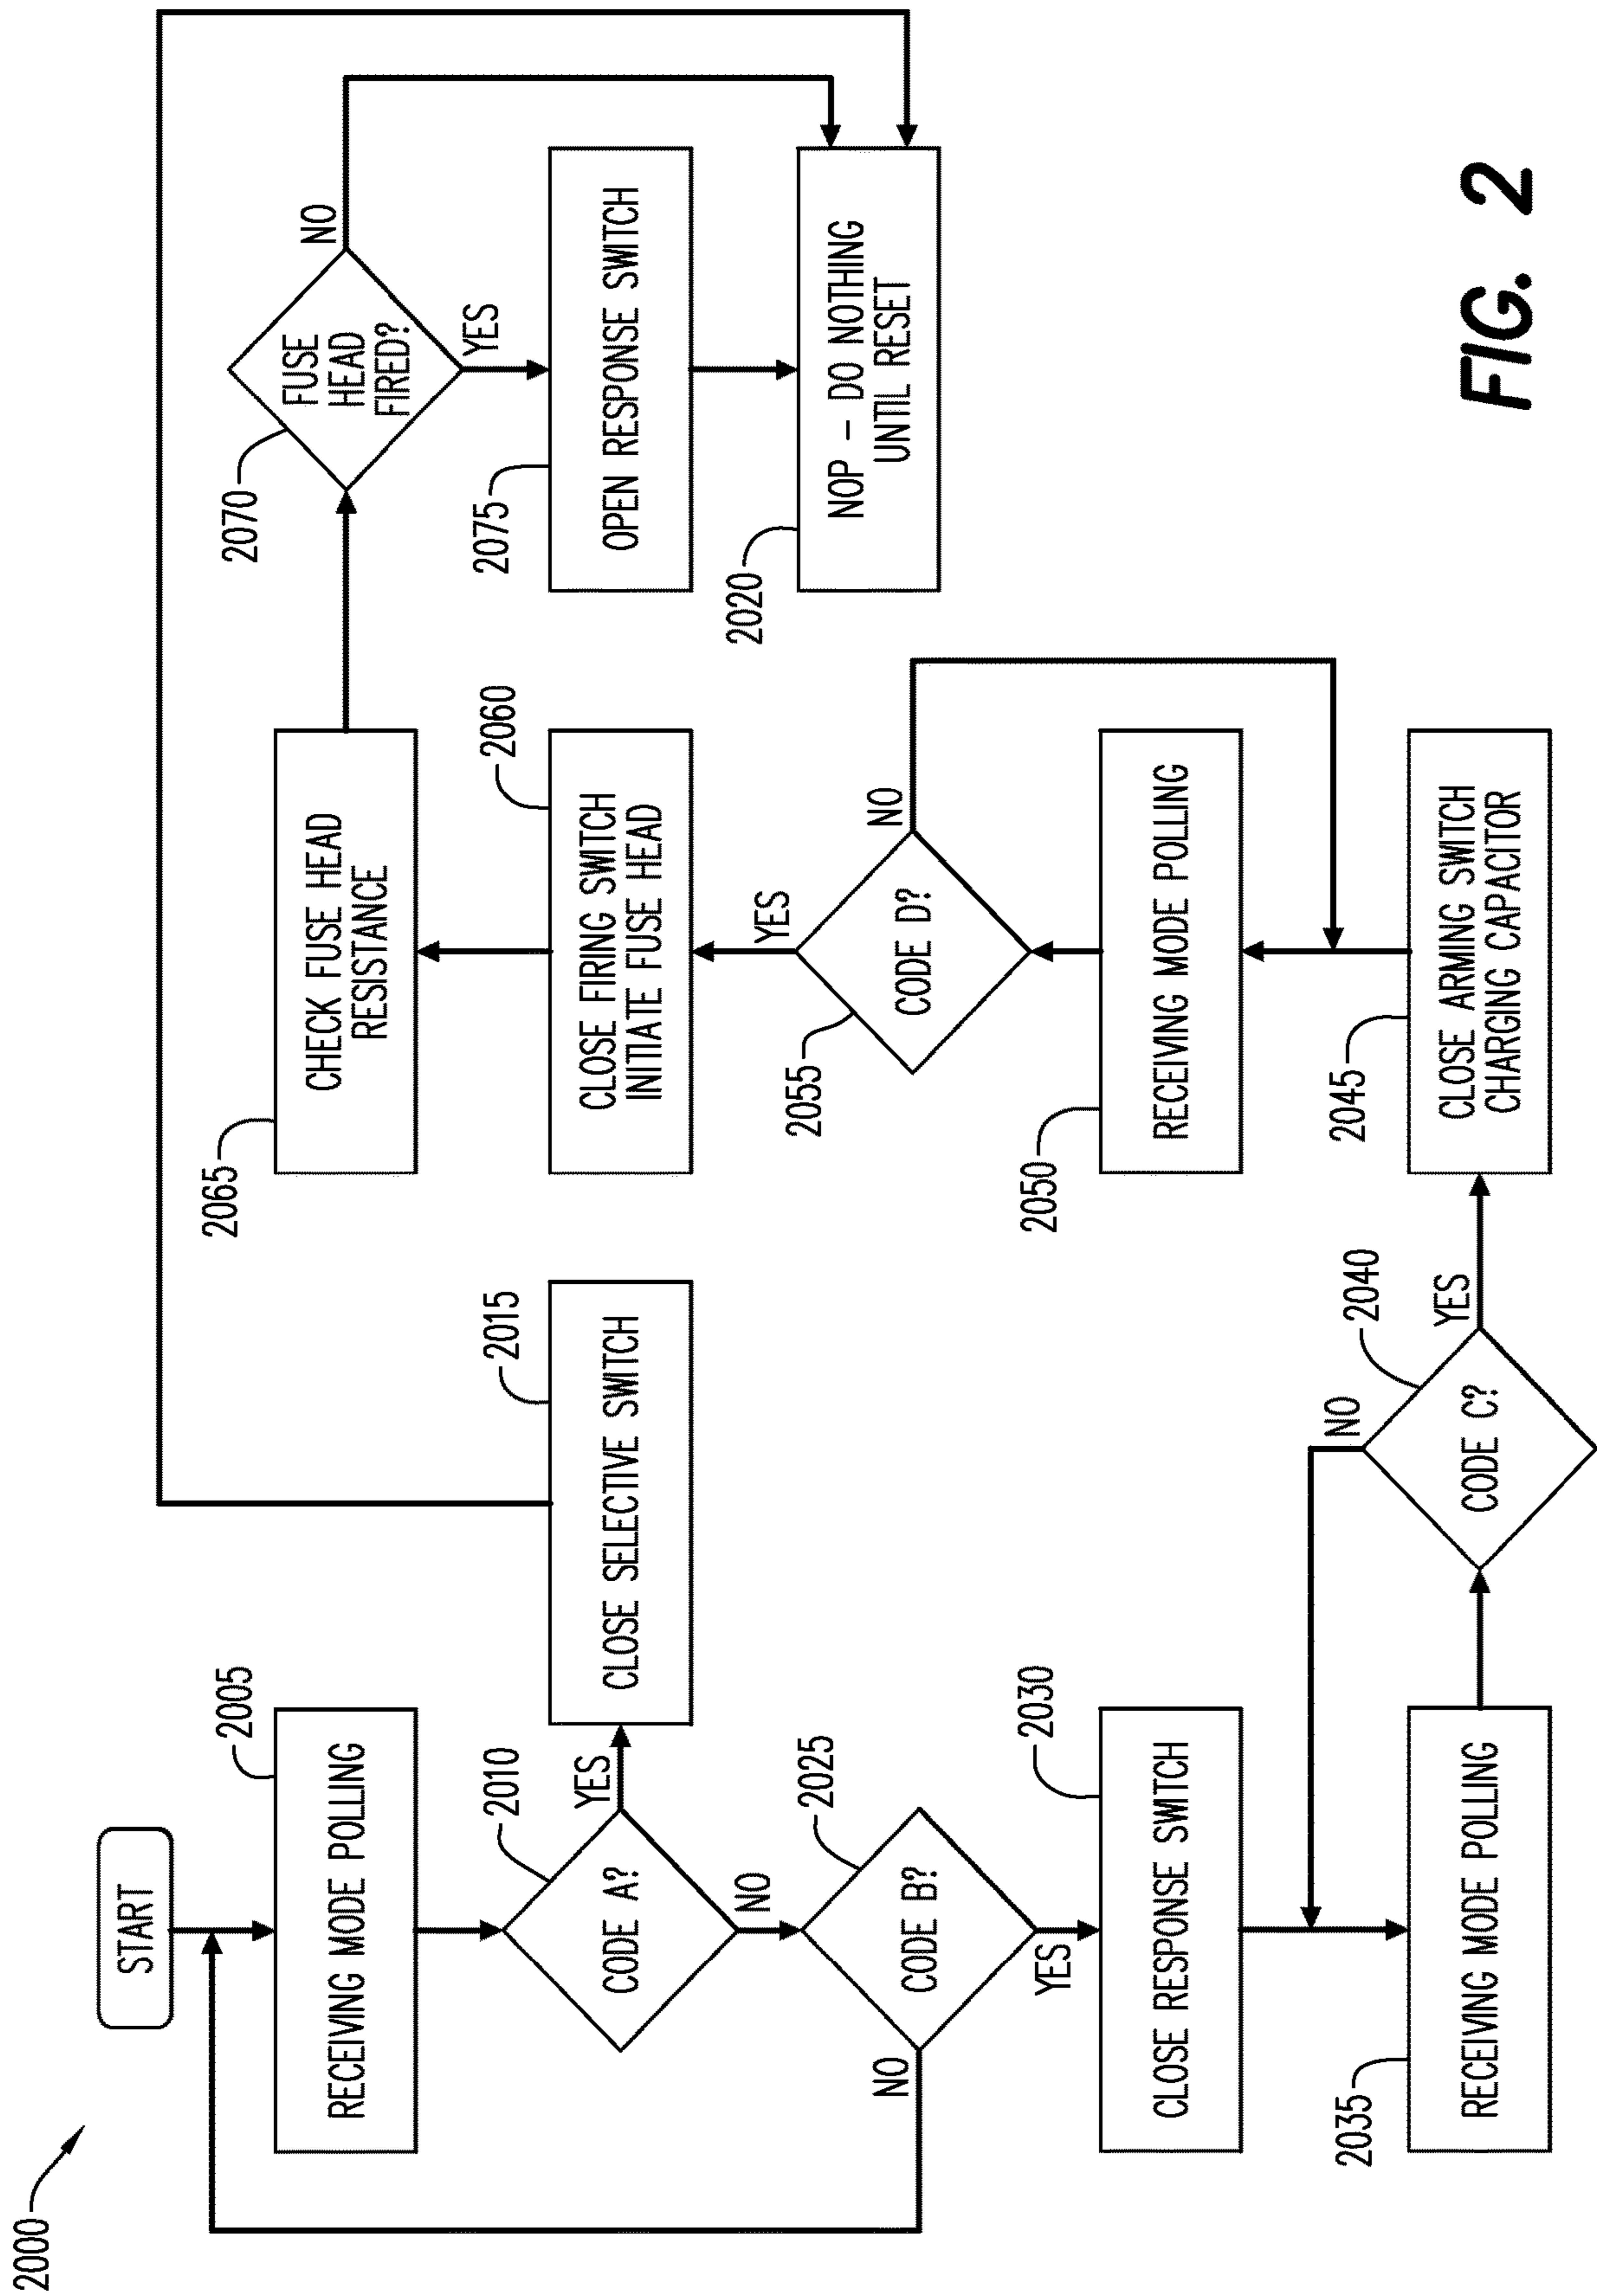 2000
START
2005
RECEIVING MODE POLLING
2010
CODE A?
YES
NO
2015
CLOSE SELECTIVE SWITCH
2025
CODE B?
NO
YES
2030
CLOSE RESPONSE SWITCH
2035
RECEIVING MODE POLLING
2040
CODE C?
NO
YES
2045
CLOSE ARMING SWITCH
CHARGING CAPACITOR
2050
RECEIVING MODE POLLING
2055
CODE D?
NO
YES
2060
CLOSE FIRING SWITCH
INITIATE FUSE HEAD
2065
CHECK FUSE HEAD
RESISTANCE
2070
FUSE
HEAD
FIRED?
NO
YES
2075
OPEN RESPONSE SWITCH
2020
NOP – DO NOTHING
UNTIL RESET
FIG. 2